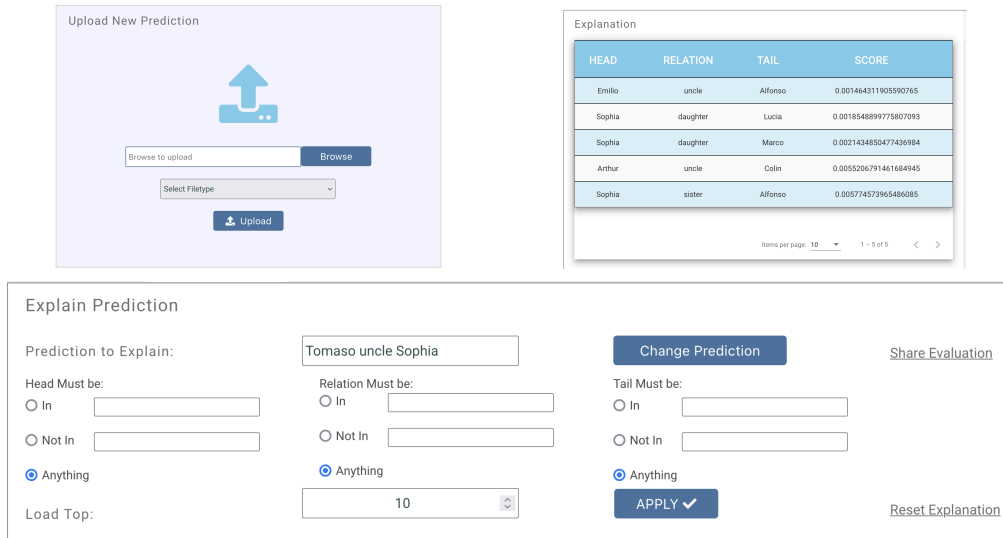 Upload New Prediction
Browse to upload
Browse
Select Filetype
Upload
Explanation
HEAD RELATION TAIL SCORE
Emilio uncle Alfonso 0.001464311905590765
Sophia daughter Lucia 0.0018548899775807093
Sophia daughter Marco 0.0021434850477436984
Arthur uncle Colin 0.0055206791461684945
Sophia sister Alfonso 0.005774573965486085
Items per page: 10 1 – 5 of 5
Explain Prediction
Prediction to Explain: Tomaso uncle Sophia Change Prediction Share Evaluation
Head Must be: Relation Must be: Tail Must be:
In In In
Not In Not In Not In
Anything Anything Anything
Load Top: 10 APPLY Reset Explanation